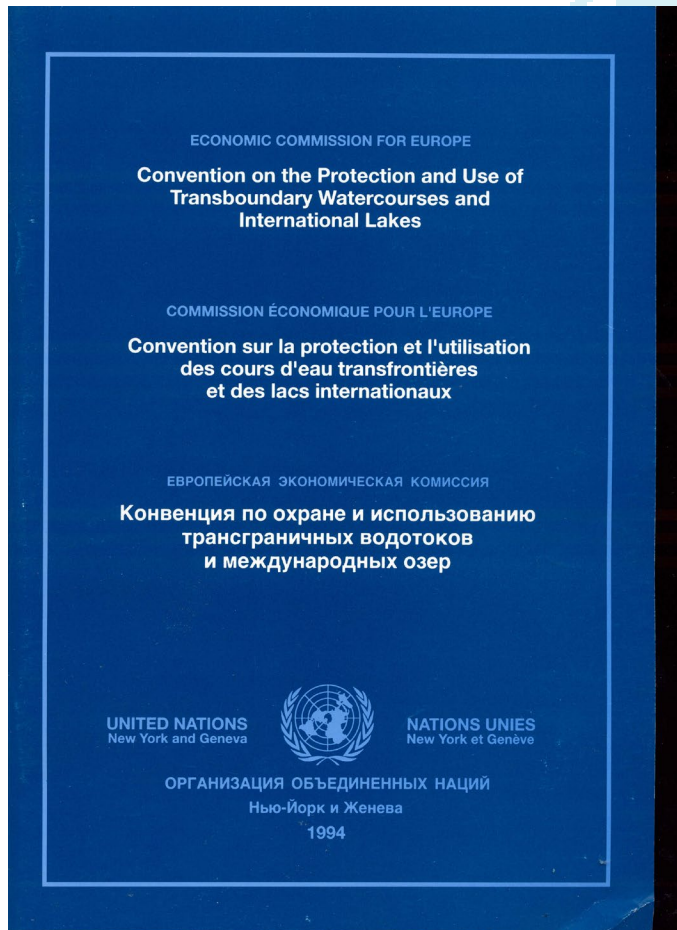 ECONOMIC COMMISSION FOR EUROPE
Convention on the Protection and Use of
Transboundary Watercourses and
International Lakes
COMMISSION ÉCONOMIQUE POUR L'EUROPE
Convention sur la protection et l'utilisation
des cours d'eau transfrontières
et des lacs internationaux
ЕВРОПЕЙСКАЯ ЭКОНОМИЧЕСКАЯ КОМИССИЯ
Конвенция по охране и использованию
трансграничных водотоков
и международных озер
UNITED NATIONS
New York and Geneva
NATIONS UNIES
New York et Genève
ОРГАНИЗАЦИЯ ОБЪЕДИНЕННЫХ НАЦИЙ
Нью-Йорк и Женева
1994